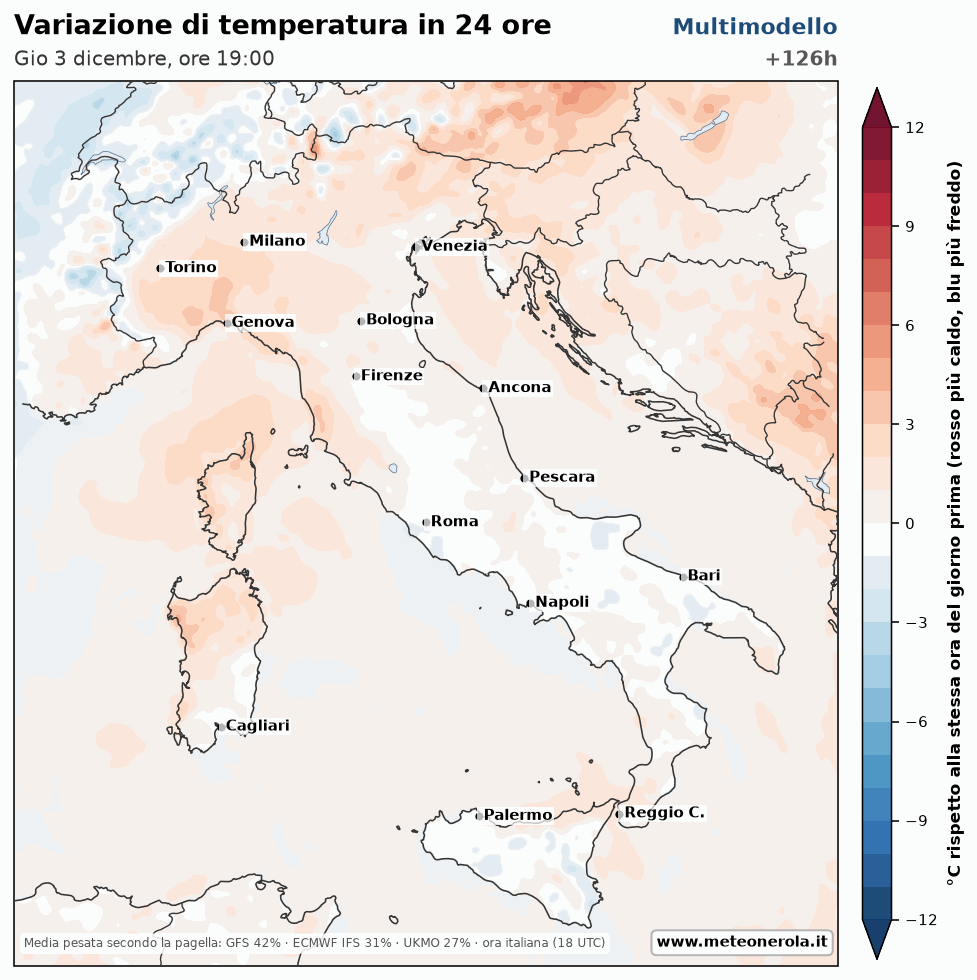 Variazione di temperatura in 24 ore
Multimodello
Gio 3 dicembre, ore 19:00
+126h
Milano
Venezia
Torino
Genova
Bologna
Firenze
Ancona
Pescara
Roma
Bari
Napoli
Cagliari
Palermo
Reggio C.
12
9
6
3
0
−3
−6
−9
−12
°C rispetto alla stessa ora del giorno prima (rosso più caldo, blu più freddo)
Media pesata secondo la pagella: GFS 42% · ECMWF IFS 31% · UKMO 27% · ora italiana (18 UTC)
www.meteonerola.it